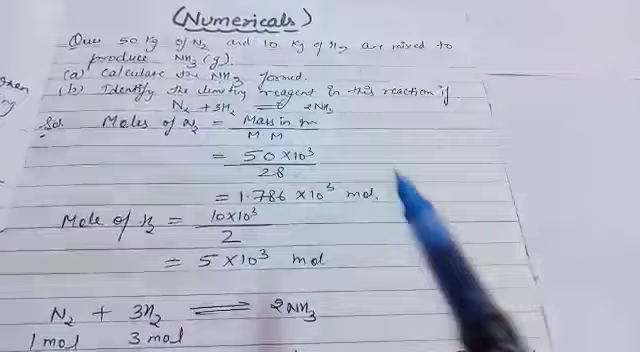 (Numericals)
Ques 50 Kg of N2 and 10 Kg of H2 are mixed to
produce NH3 (g).
(a) Calculate the NH3 formed.
(b) Identify the limiting reagent in this reaction if
N2 + 3H2 ⇌ 2NH3
Sol Moles of N2 = Mass in gm / M M
= 50 × 10³ / 28
= 1.786 × 10³ mol.
Mole of H2 = 10×10³ / 2
= 5 × 10³ mol
N2 + 3H2 ⇌ 2NH3
1 mol 3 mol